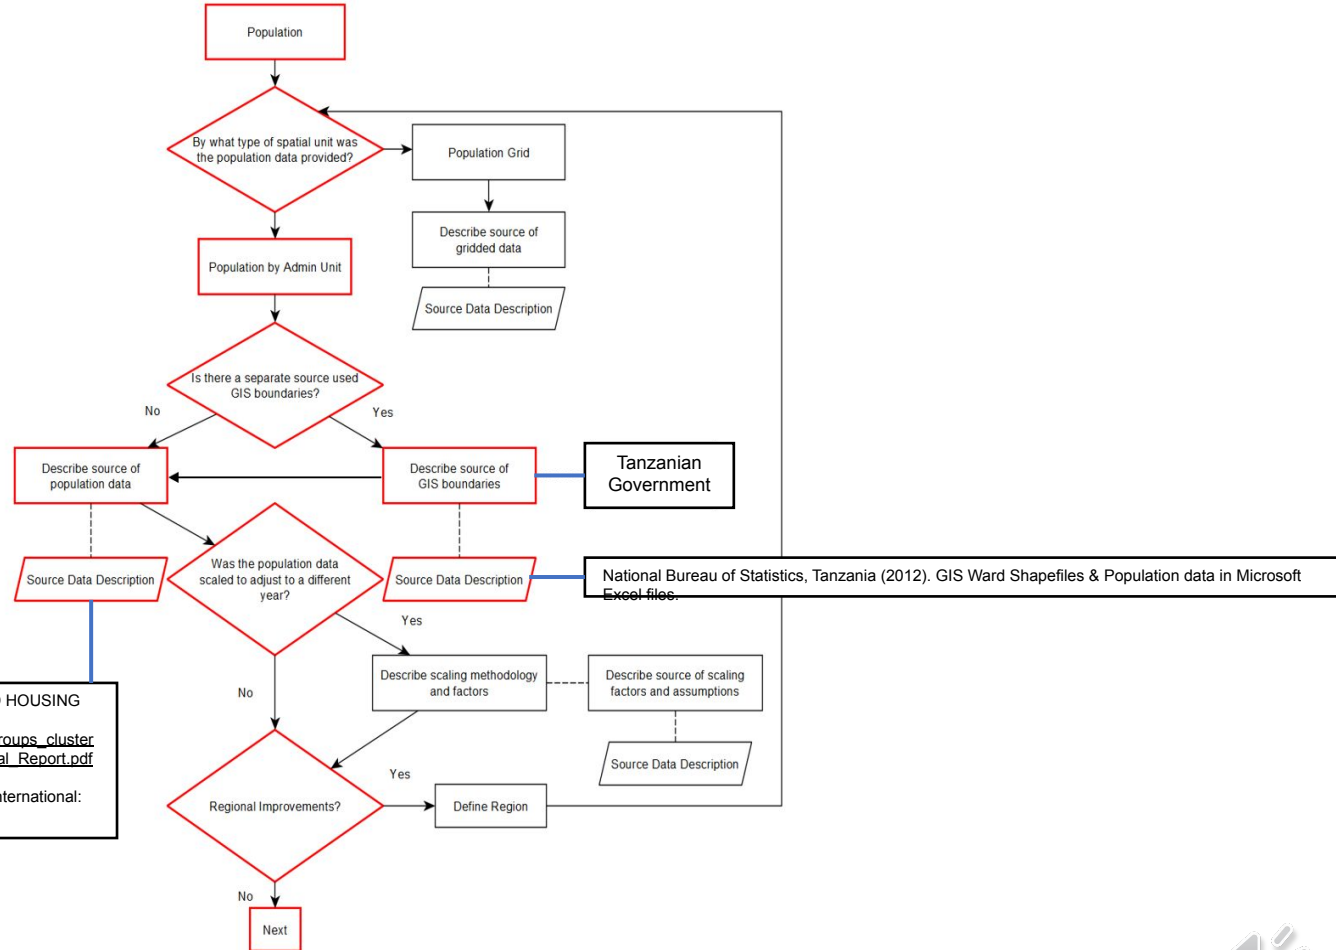 Population
By what type of spatial unit was
the population data provided?
Population Grid
Describe source of
gridded data
Population by Admin Unit
Source Data Description
Is there a separate source used
GIS boundaries?
No
Yes
Describe source of
population data
Describe source of
GIS boundaries
Tanzanian
Government
Source Data Description
Was the population data
scaled to adjust to a different
year?
Source Data Description
National Bureau of Statistics, Tanzania (2012). GIS Ward Shapefiles & Population data in Microsoft
Excel files.
Yes
No
Describe scaling methodology
and factors
Describe source of scaling
factors and assumptions
HOUSING
roups_cluster
al_Report.pdf
nternational:
Source Data Description
Regional Improvements?
Yes
Define Region
No
Next